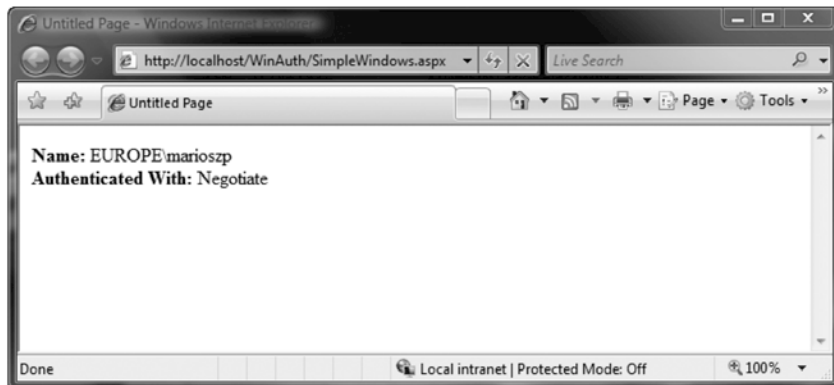 Untitled Page - Windows Internet Explorer
http://localhost/WinAuth/SimpleWindows.aspx
Live Search
Untitled Page
Page
Tools
Name: EUROPE\marioszp
Authenticated With: Negotiate
Done
Local intranet | Protected Mode: Off
100%